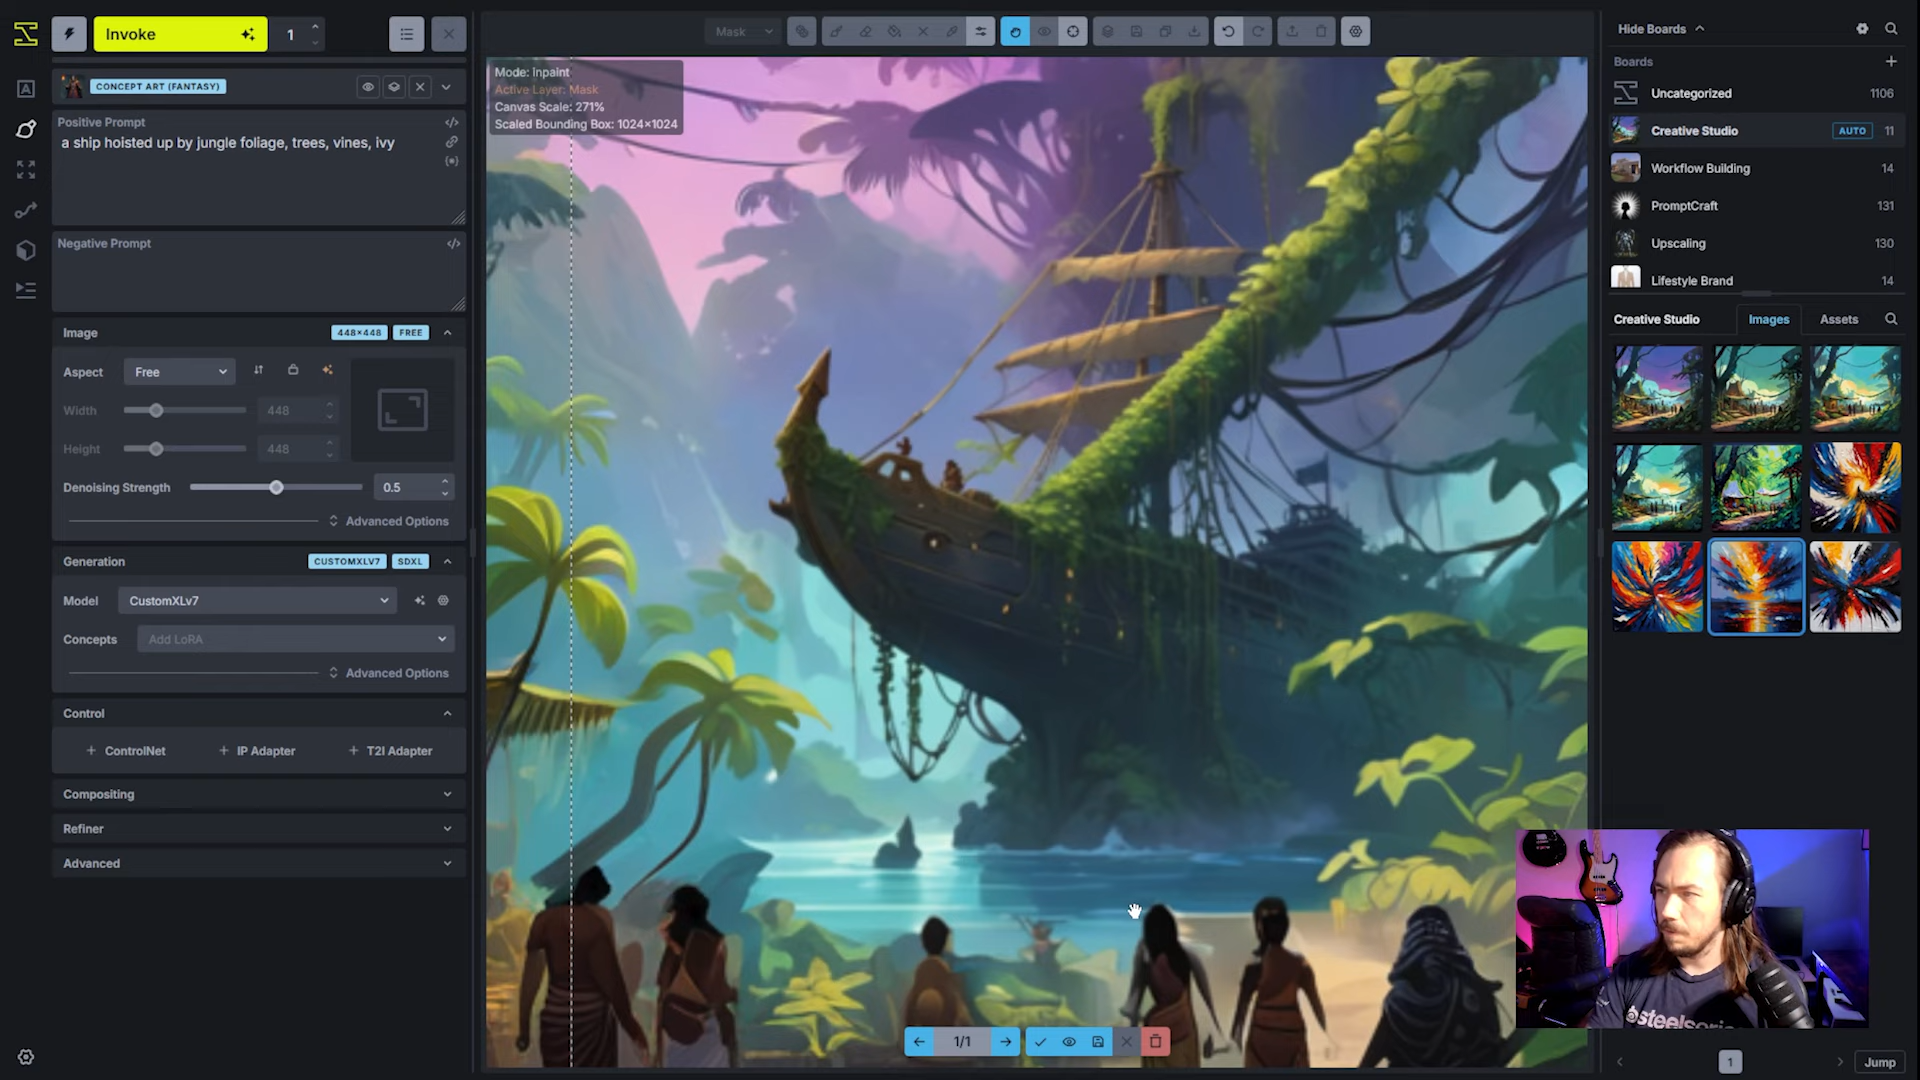 Invoke
1
CONCEPT ART (FANTASY)
Positive Prompt
a ship hoisted up by jungle foliage, trees, vines, ivy
Negative Prompt
Image
448×448
FREE
Aspect
Free
Width
448
Height
448
Denoising Strength
0.5
Advanced Options
Generation
CUSTOMXLV7
SDXL
Model
CustomXLv7
Concepts
Add LoRA
Advanced Options
Control
ControlNet
IP Adapter
T2I Adapter
Compositing
Refiner
Advanced
Mask
Mode: Inpaint
Active Layer: Mask
Canvas Scale: 271%
Scaled Bounding Box: 1024×1024
1/1
Hide Boards
Boards
Uncategorized
1106
Creative Studio
AUTO
11
Workflow Building
14
PromptCraft
131
Upscaling
130
Lifestyle Brand
14
Creative Studio
Images
Assets
steelseri
1
Jump